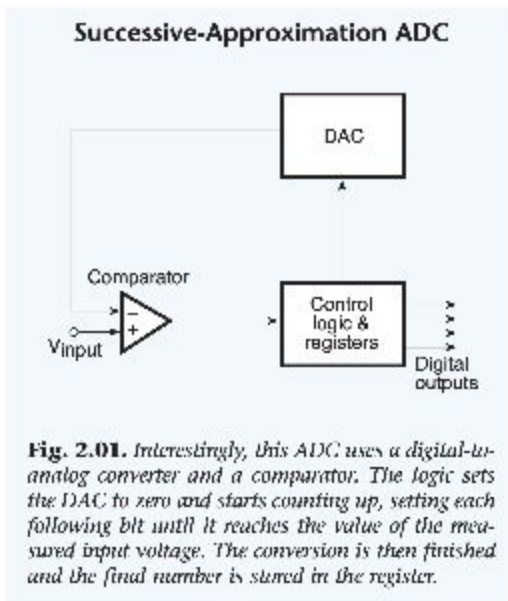 Successive-Approximation ADC
DAC
Comparator
−
+
Vinput
Control
logic &
registers
Digital
outputs
Fig. 2.01. Interestingly, this ADC uses a digital-to-
analog converter and a comparator. The logic sets
the DAC to zero and starts counting up, setting each
following bit until it reaches the value of the mea-
sured input voltage. The conversion is then finished
and the final number is stored in the register.